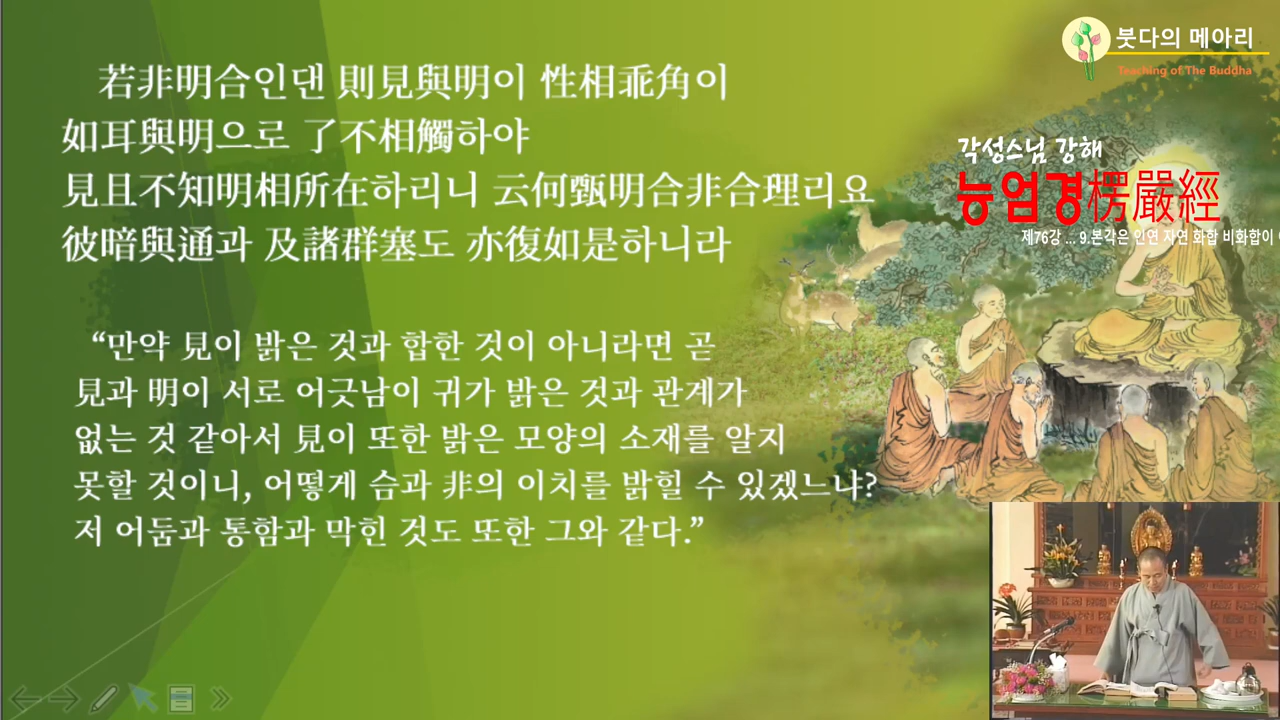 若非明合인댄 則見與明이 性相乖角이
如耳與明으로 了不相觸하야
見且不知明相所在하리니 云何甄明合非合理리요
彼暗與通과 及諸群塞도 亦復如是하니라
“만약 見이 밝은 것과 합한 것이 아니라면 곧
見과 明이 서로 어긋남이 귀가 밝은 것과 관계가
없는 것 같아서 見이 또한 밝은 모양의 소재를 알지
못할 것이니, 어떻게 合과 非의 이치를 밝힐 수 있겠느냐?
저 어둠과 통함과 막힌 것도 또한 그와 같다.”
붓다의 메아리
Teaching of The Buddha
각성스님 강해
능엄경楞嚴經
제76강 ... 9.본각은 인연 자연 화합 비화합이